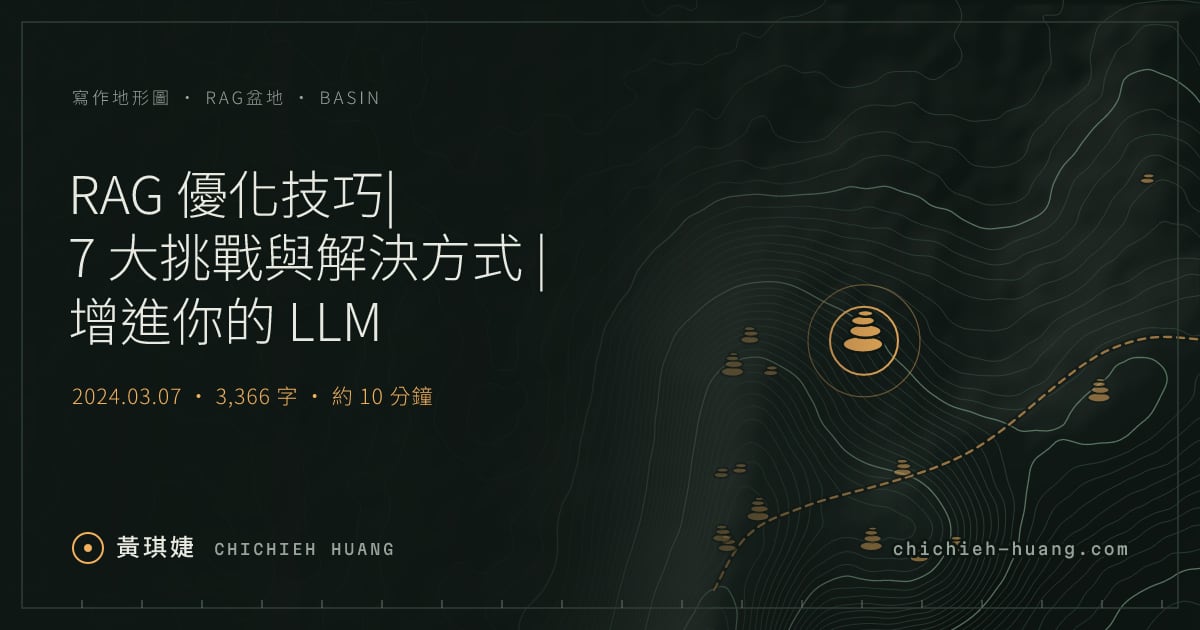 寫作地形圖 · RAG盆地 · BASIN
RAG 優化技巧|
7 大挑戰與解決方式 |
增進你的 LLM
2024.03.07 · 3,366 字 · 約 10 分鐘
黃琪婕 CHICHIEH HUANG
chichieh-huang.com